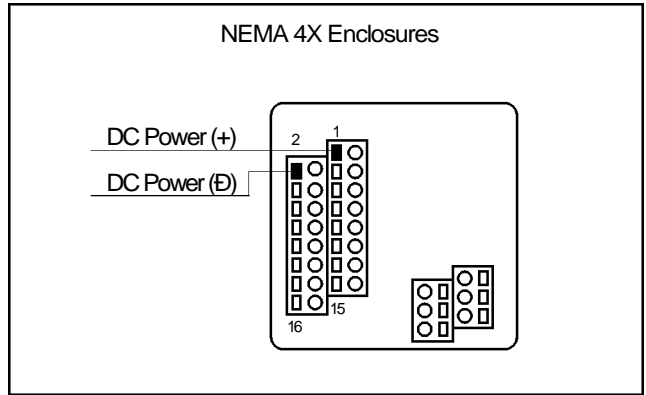 NEMA 4X Enclosures
DC Power (+)
2
1
DC Power (Đ)
15
16